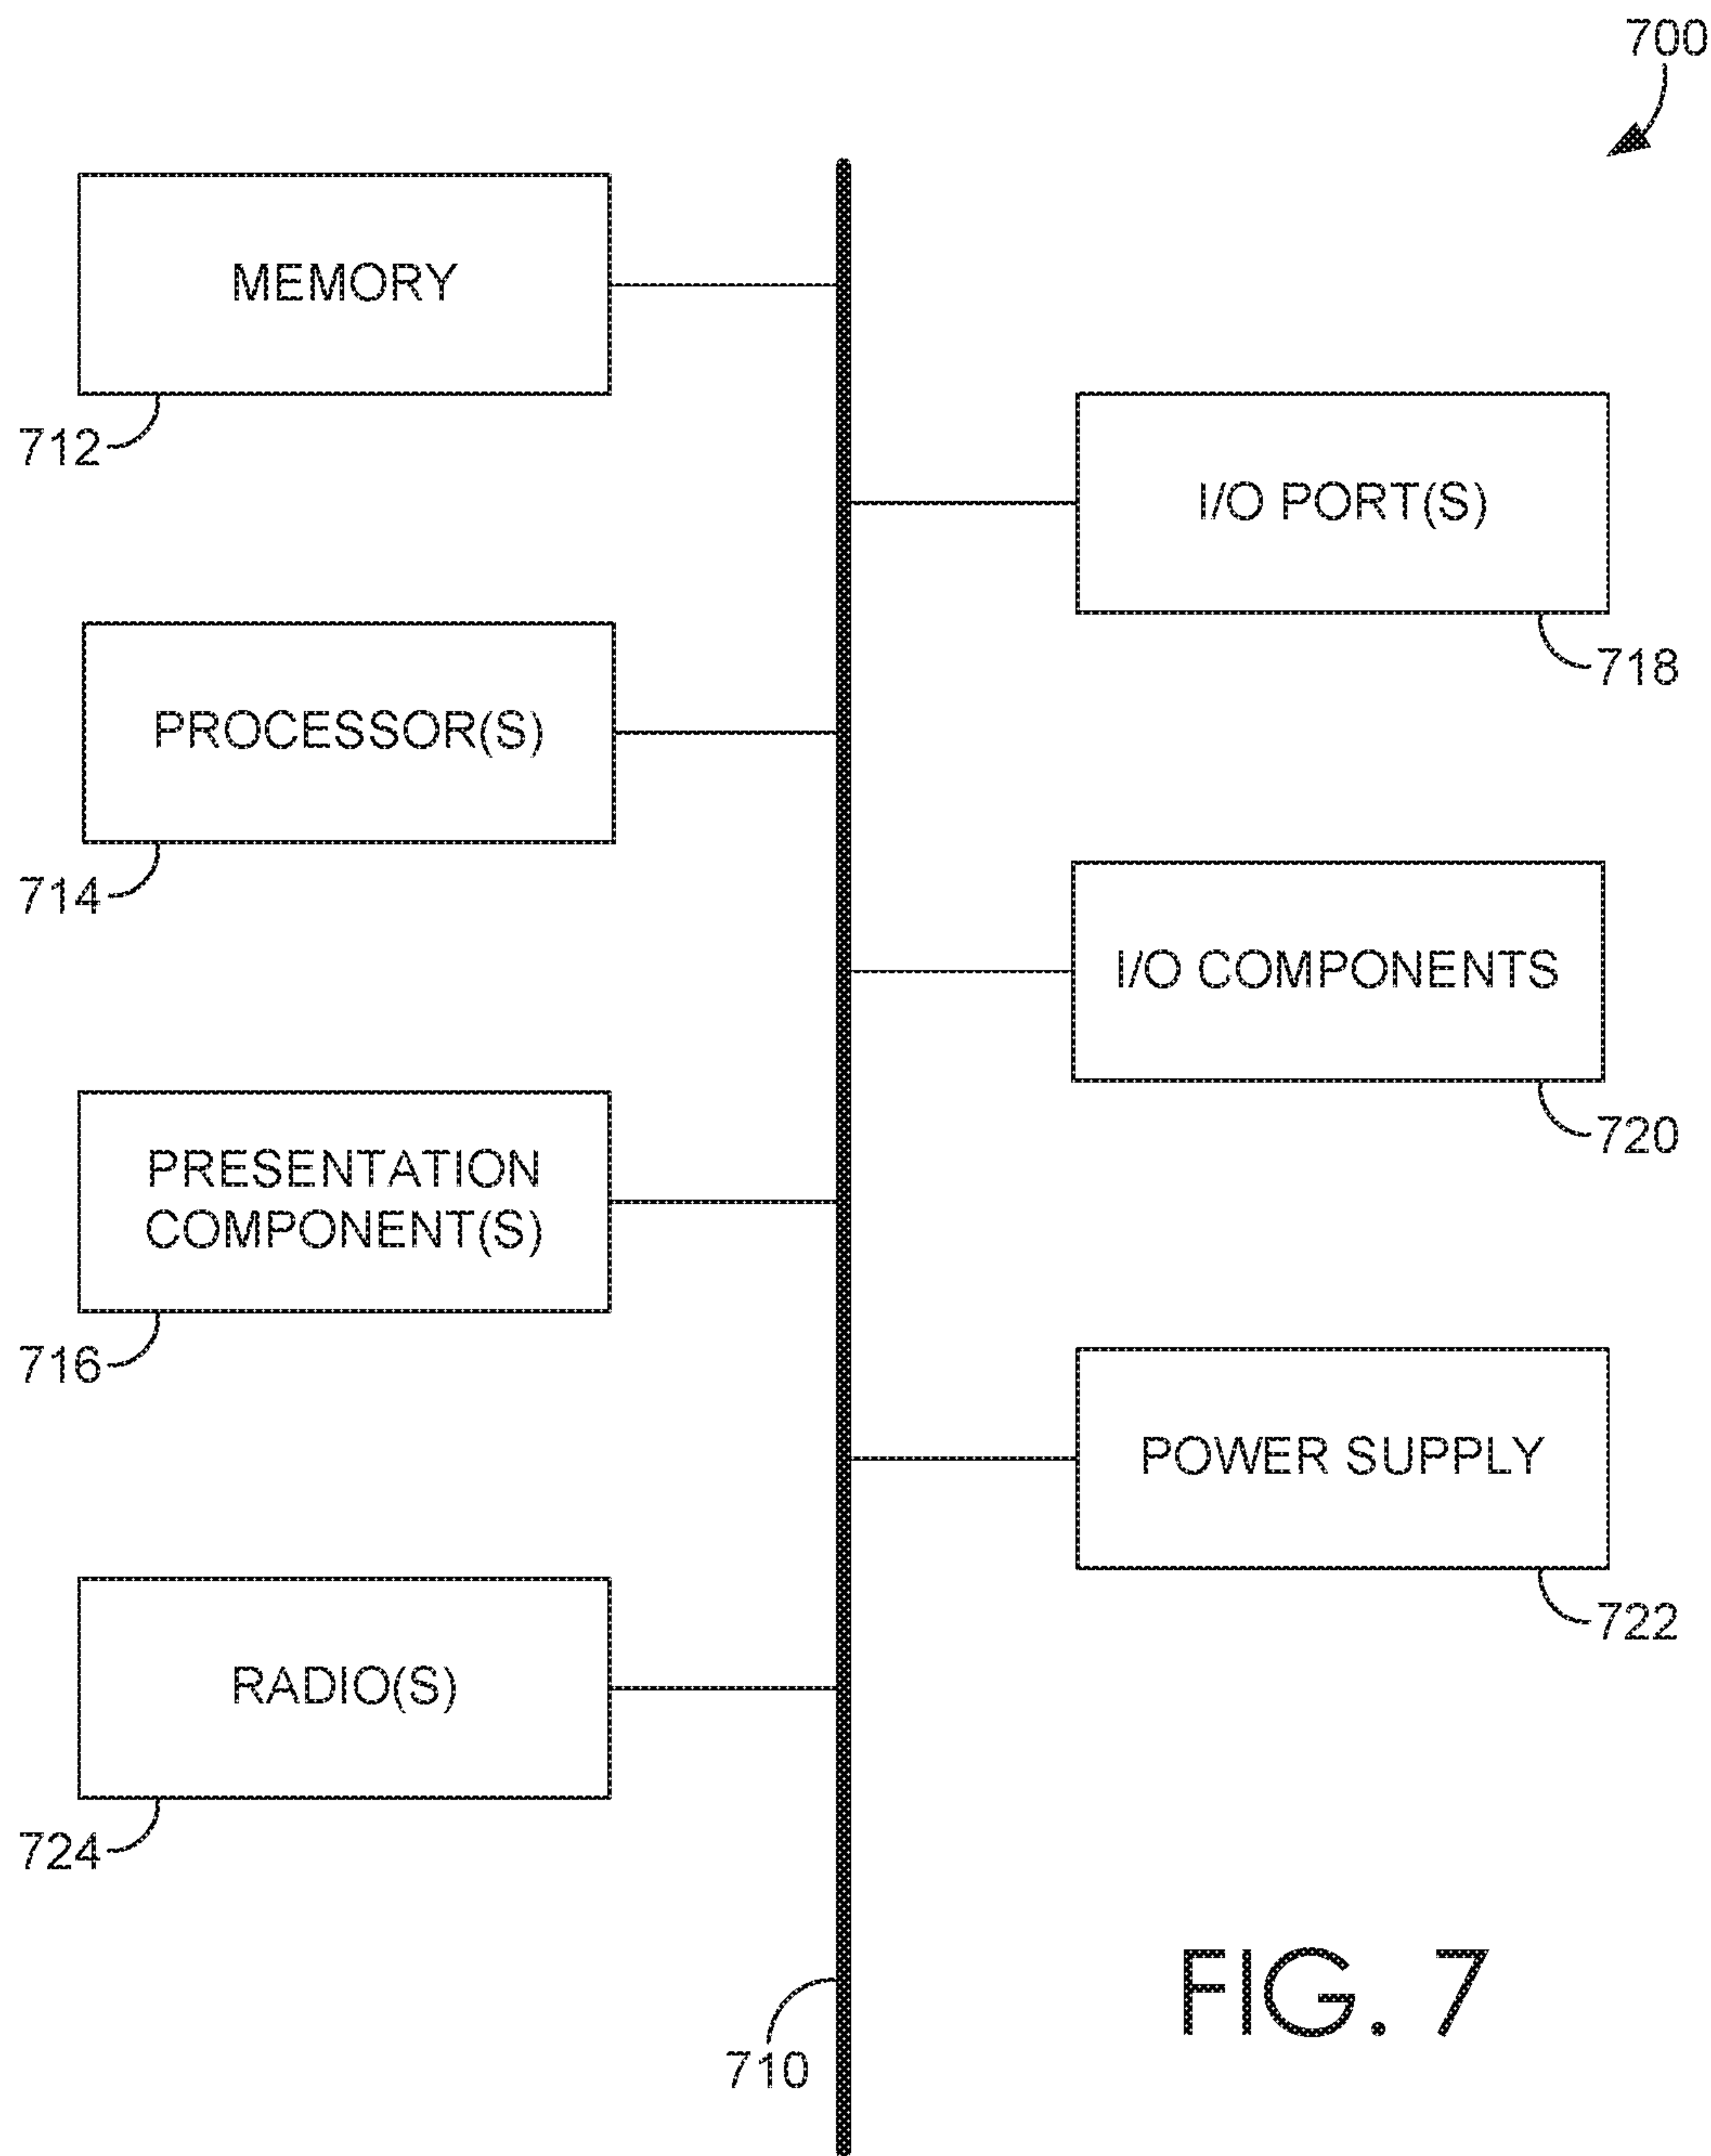 700
MEMORY
712
I/O PORT(S)
718
PROCESSOR(S)
714
I/O COMPONENTS
720
PRESENTATION
COMPONENT(S)
716
POWER SUPPLY
722
RADIO(S)
724
710
FIG. 7